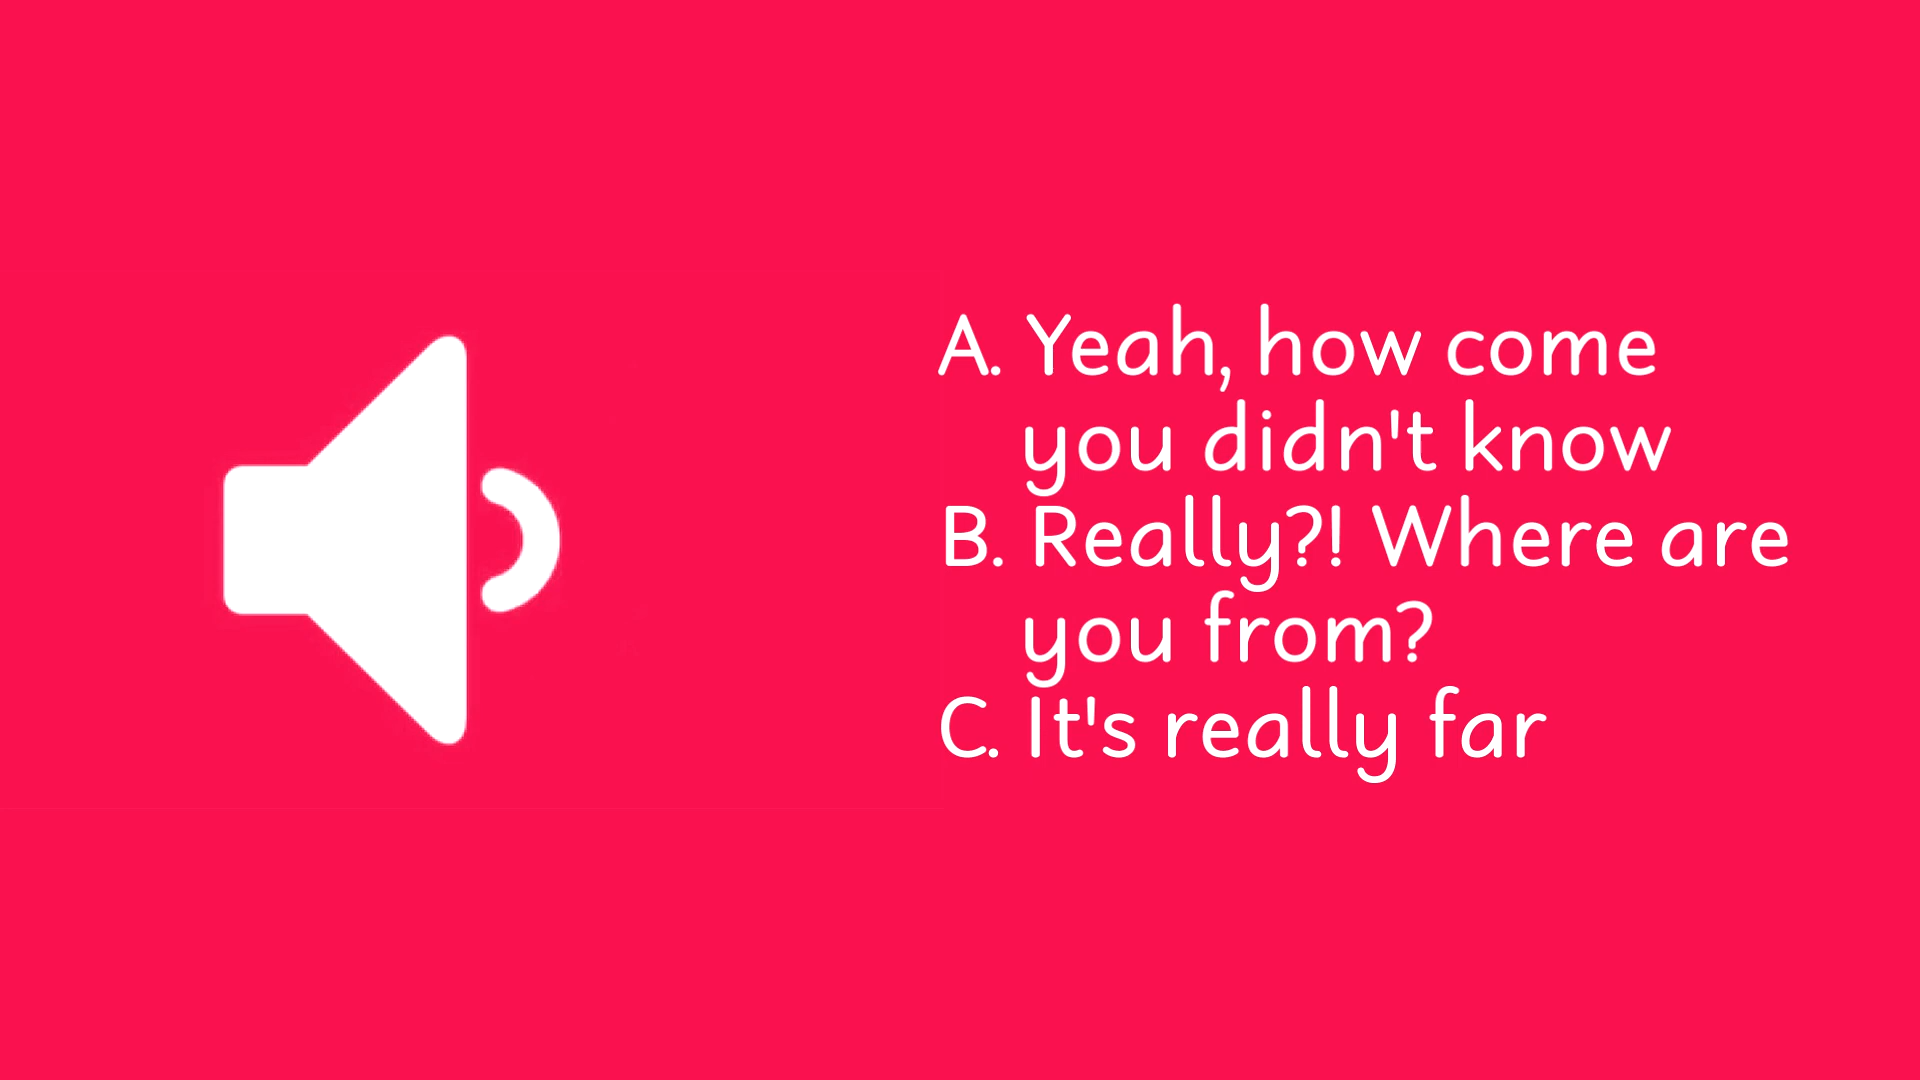 A. Yeah, how come
you didn't know
B. Really?! Where are
you from?
C. It's really far